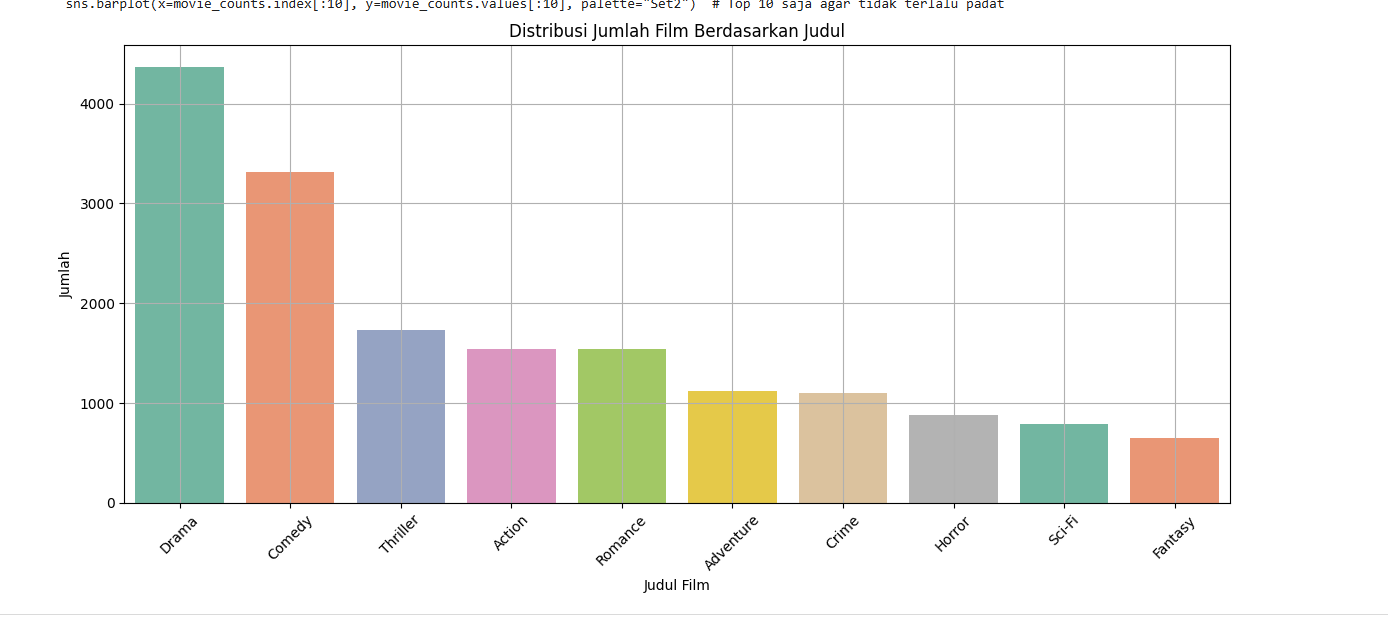 sns.barplot(x=movie_counts.index[:10], y=movie_counts.values[:10], palette="Set2")  # Top 10 saja agar tidak terlalu padat
Distribusi Jumlah Film Berdasarkan Judul
Jumlah
4000
3000
2000
1000
0
Drama
Comedy
Thriller
Action
Romance
Adventure
Crime
Horror
Sci-Fi
Fantasy
Judul Film